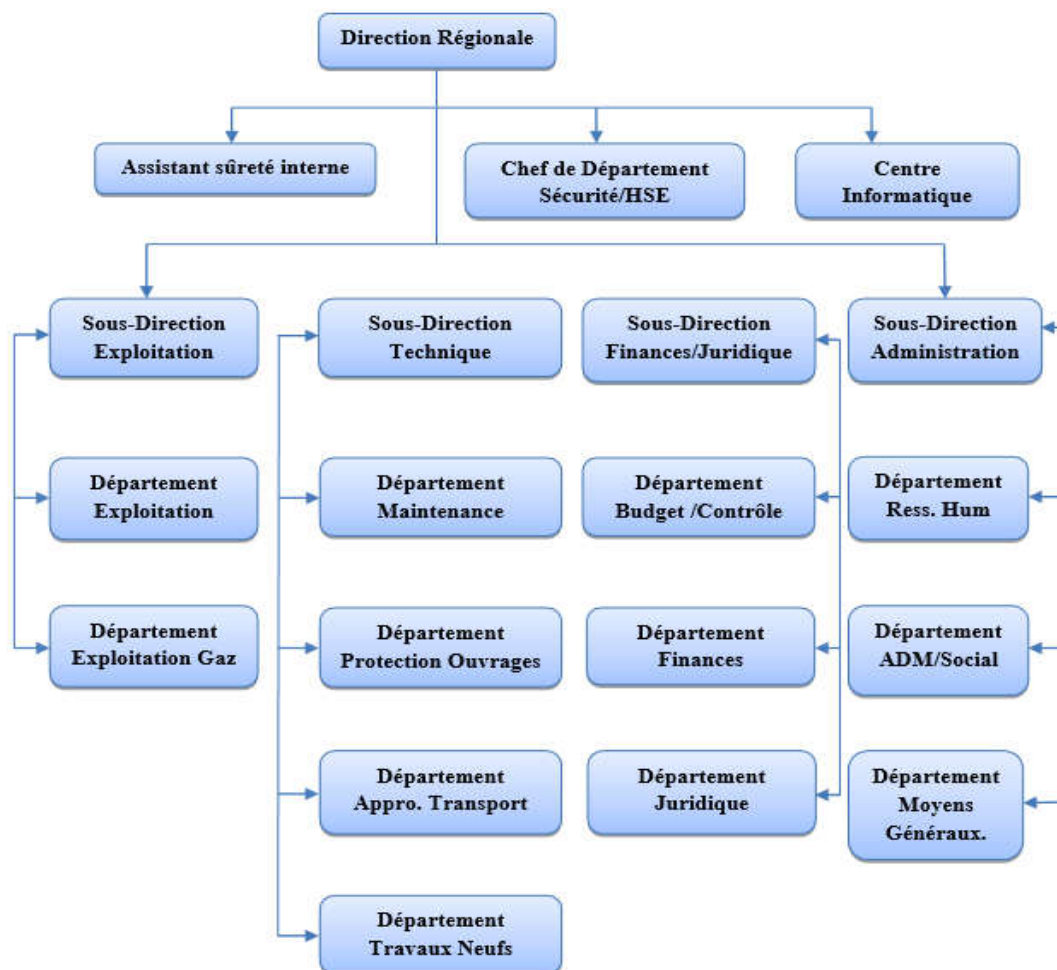 Direction Régionale
Assistant sûreté interne
Chef de Département
Sécurité/HSE
Centre
Informatique
Sous-Direction
Exploitation
Sous-Direction
Technique
Sous-Direction
Finances/Juridique
Sous-Direction
Administration
Département
Exploitation
Département
Maintenance
Département
Budget /Contrôle
Département
Ress. Hum
Département
Exploitation Gaz
Département
Protection Ouvrages
Département
Finances
Département
ADM/Social
Département
Appro. Transport
Département
Juridique
Département
Moyens
Généraux.
Département
Travaux Neufs